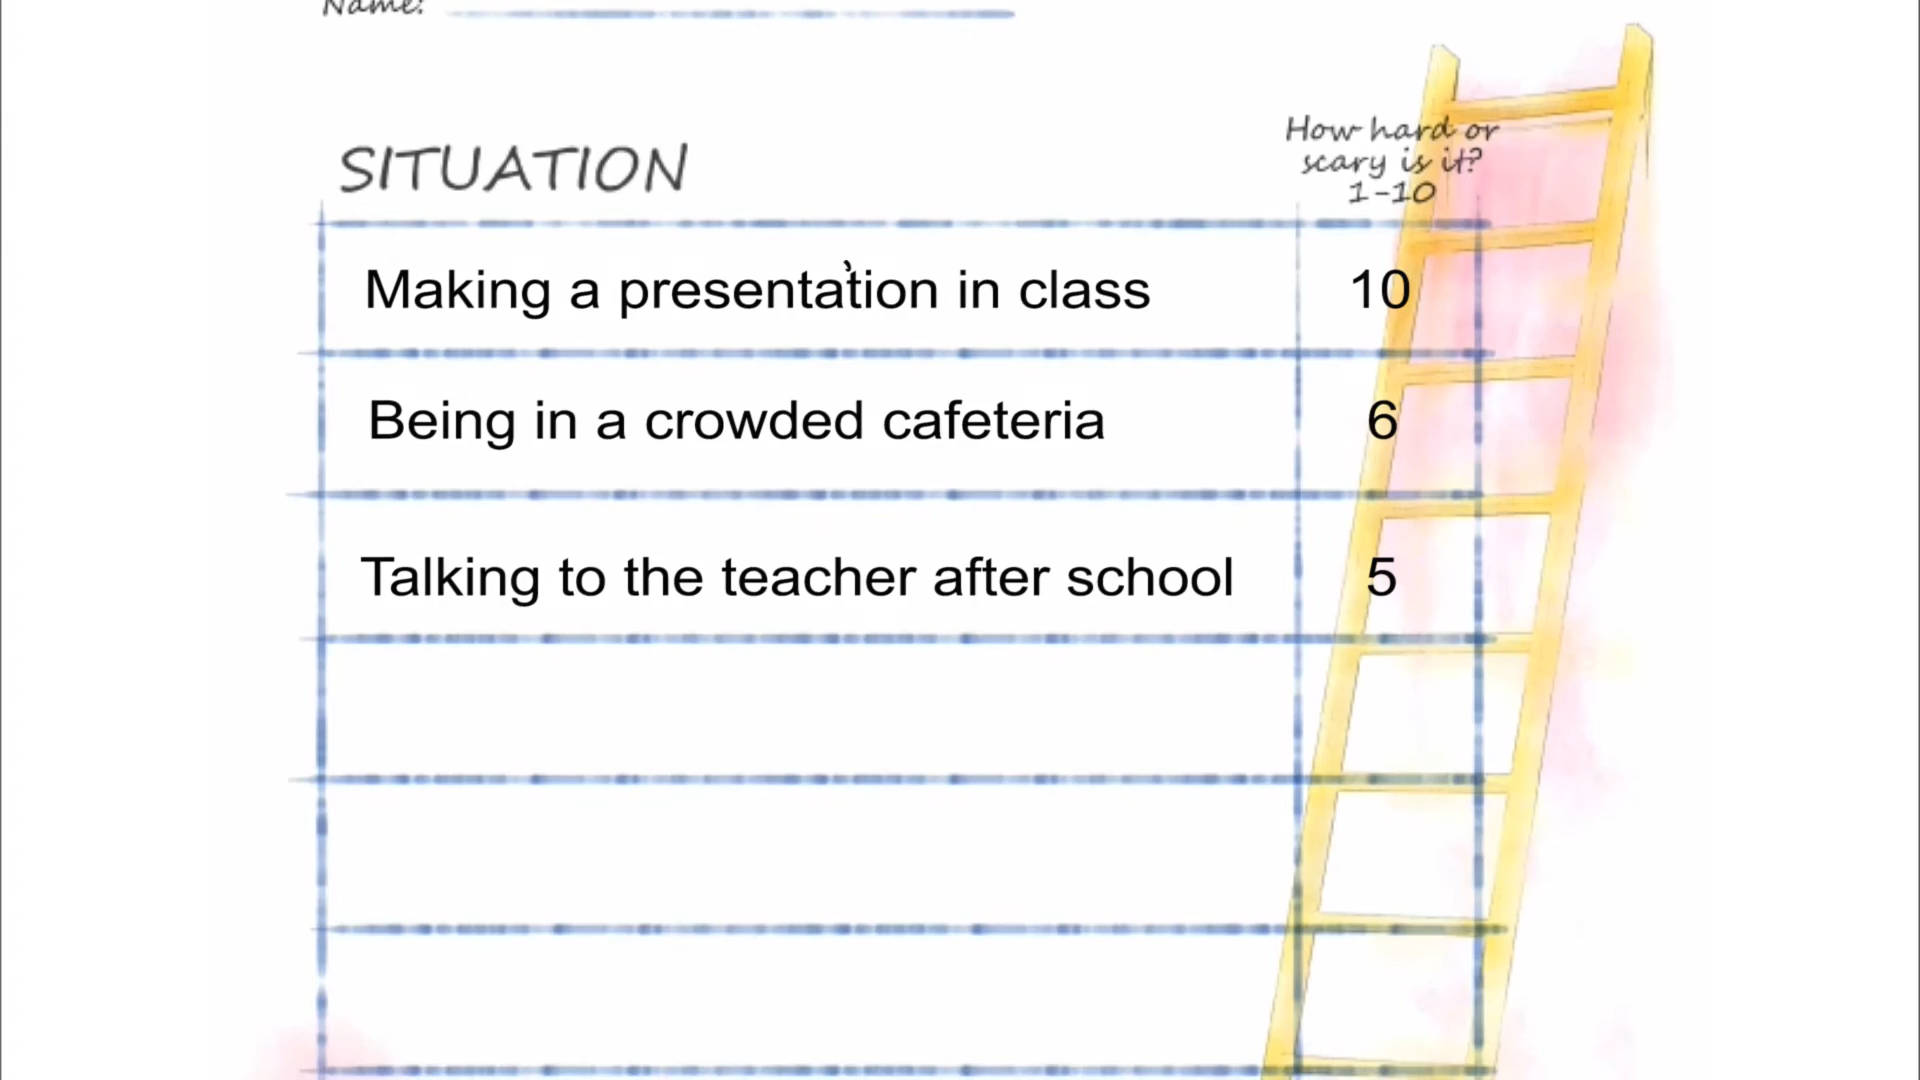 Name:
SITUATION
How hard or
scary is it?
1-10
Making a presentation in class
10
Being in a crowded cafeteria
6
Talking to the teacher after school
5